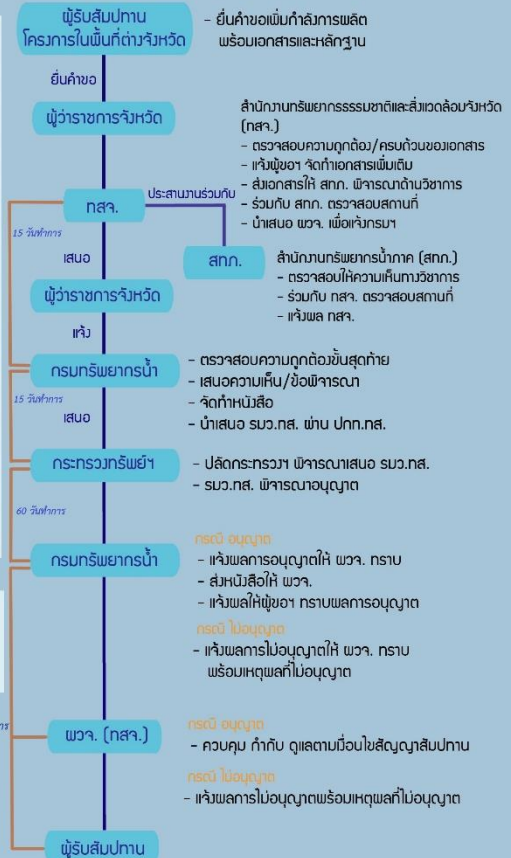 ผู้รับสัมปทาน
โครงการในพื้นที่ต่างจังหวัด
- ยื่นคำขอเพิ่มกำลังการผลิต
พร้อมเอกสารและหลักฐาน
ยื่นคำขอ
ผู้ว่าราชการจังหวัด
สำนักงานทรัพยากรธรรมชาติและสิ่งแวดล้อมจังหวัด
(ทสจ.)
- ตรวจสอบความถูกต้อง/ครบถ้วนของเอกสาร
- แจ้งผู้ขอฯ จัดทำเอกสารเพิ่มเติม
- ส่งเอกสารให้ สทภ. พิจารณาด้านวิชาการ
- ร่วมกับ สทภ. ตรวจสอบสถานที่
- นำเสนอ ผวจ. เพื่อแจ้งกรมฯ
ทสจ.
ประสานงานร่วมกับ
15 วันทำการ
เสนอ
สทภ.
สำนักงานทรัพยากรน้ำภาค (สทภ.)
- ตรวจสอบให้ความเห็นทางวิชาการ
- ร่วมกับ ทสจ. ตรวจสอบสถานที่
- แจ้งผล ทสจ.
ผู้ว่าราชการจังหวัด
แจ้ง
กรมทรัพยากรน้ำ
- ตรวจสอบความถูกต้องขั้นสุดท้าย
- เสนอความเห็น/ข้อพิจารณา
- จัดทำหนังสือ
- นำเสนอ รมว.ทส. ผ่าน ปกท.ทส.
15 วันทำการ
เสนอ
กระทรวงทรัพย์ฯ
- ปลัดกระทรวงฯ พิจารณาเสนอ รมว.ทส.
- รมว.ทส. พิจารณาอนุญาต
60 วันทำการ
กรมทรัพยากรน้ำ
กรณี อนุญาต
- แจ้งผลการอนุญาตให้ ผวจ. ทราบ
- ส่งหนังสือให้ ผวจ.
- แจ้งผลให้ผู้ขอฯ ทราบผลการอนุญาต
กรณี ไม่อนุญาต
- แจ้งผลการไม่อนุญาตให้ ผวจ. ทราบ
พร้อมเหตุผลที่ไม่อนุญาต
ผวจ. (ทสจ.)
กรณี อนุญาต
- ควบคุม กำกับ ดูแลตามเงื่อนไขสัญญาสัมปทาน
กรณี ไม่อนุญาต
- แจ้งผลการไม่อนุญาตพร้อมเหตุผลที่ไม่อนุญาต
ผู้รับสัมปทาน